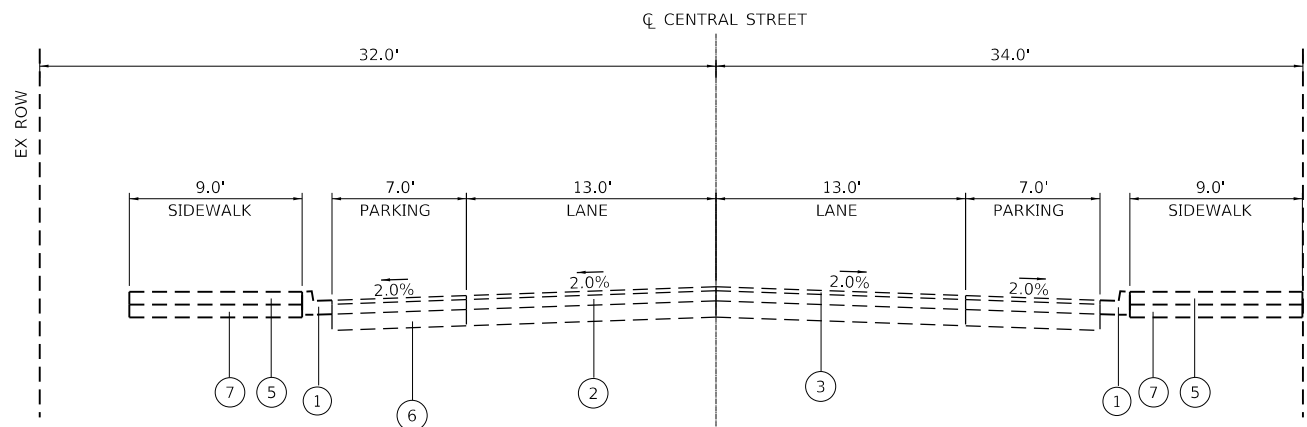 ℄ CENTRAL STREET
32.0' 34.0'
EX ROW
9.0' 7.0' 13.0' 13.0' 7.0' 9.0'
SIDEWALK PARKING LANE LANE PARKING SIDEWALK
2.0% 2.0% 2.0% 2.0%
7 5 1 6 2 3 1 7 5